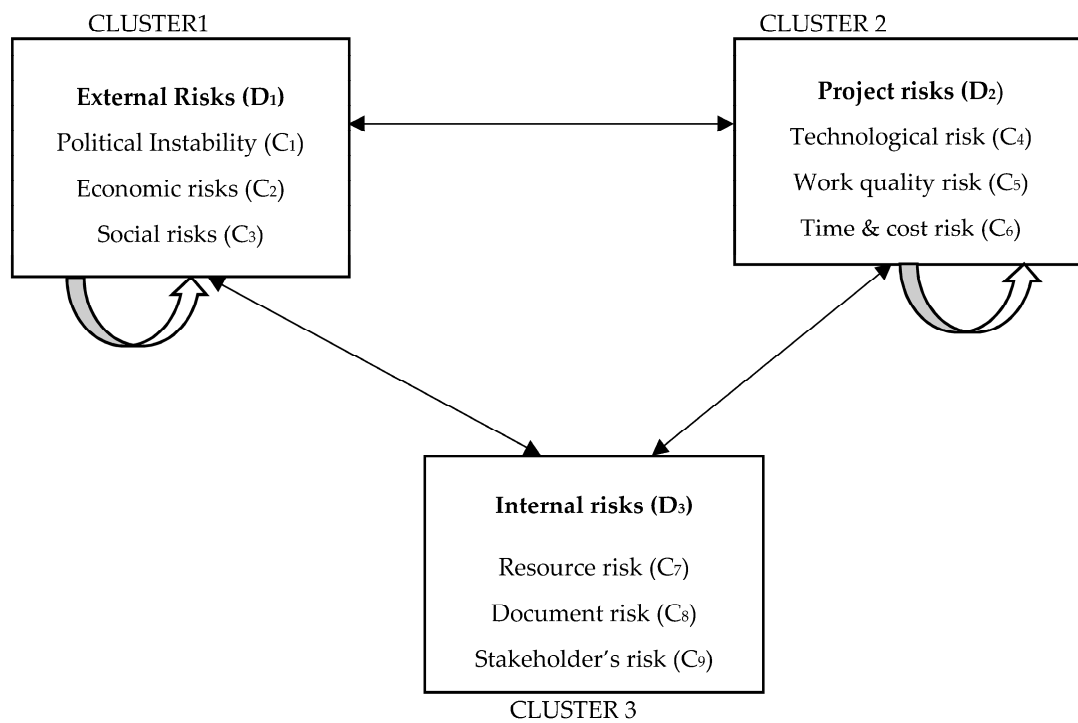 CLUSTER1
External Risks (D₁)
Political Instability (C₁)
Economic risks (C₂)
Social risks (C₃)
CLUSTER 2
Project risks (D₂)
Technological risk (C₄)
Work quality risk (C₅)
Time & cost risk (C₆)
Internal risks (D₃)
Resource risk (C₇)
Document risk (C₈)
Stakeholder’s risk (C₉)
CLUSTER 3